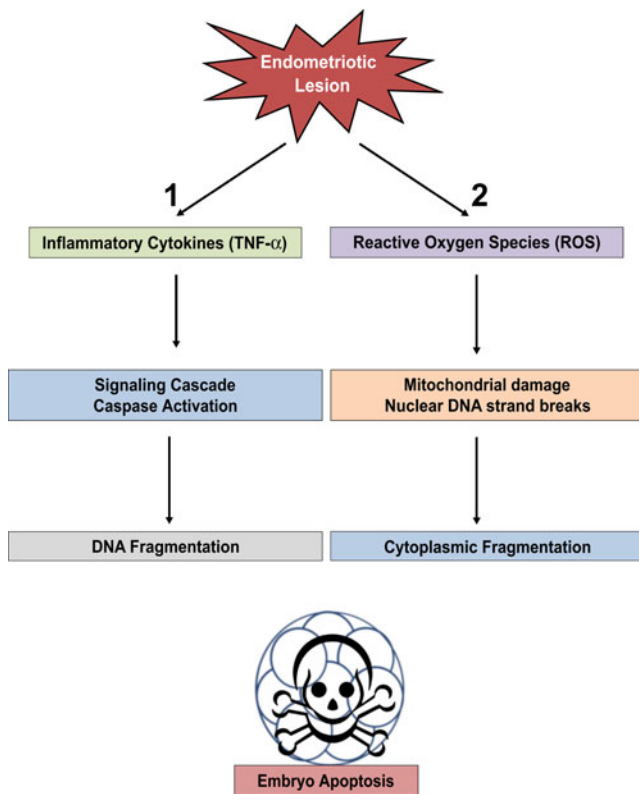 Endometriotic
Lesion
1
2
Inflammatory Cytokines (TNF-α)
Reactive Oxygen Species (ROS)
Signaling Cascade
Caspase Activation
Mitochondrial damage
Nuclear DNA strand breaks
DNA Fragmentation
Cytoplasmic Fragmentation
Embryo Apoptosis